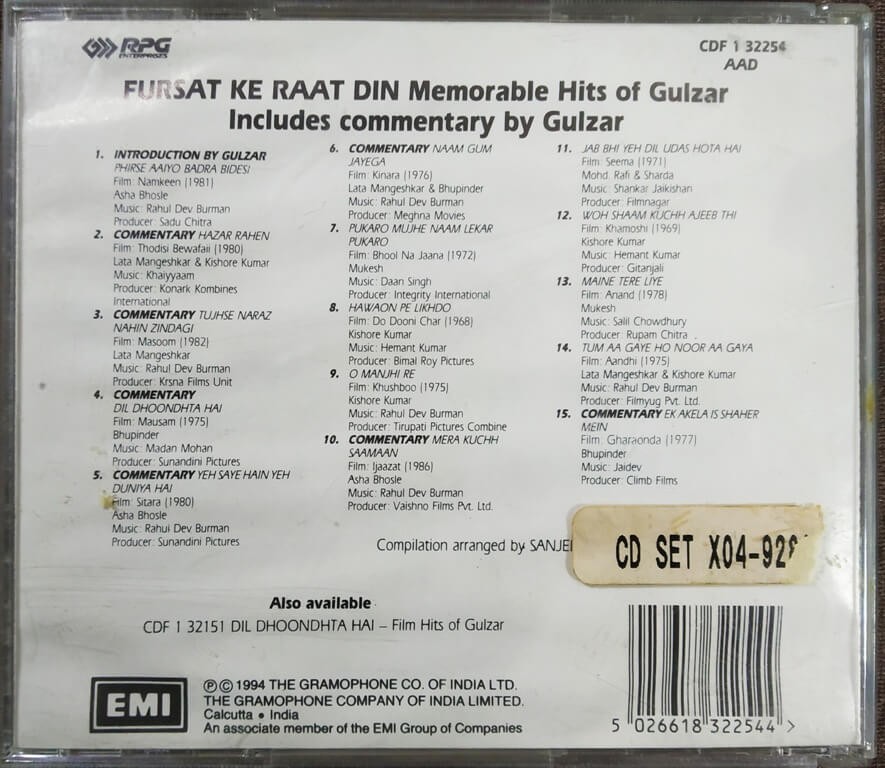 RPG
ENTERPRISES
CDF 1 32254
AAD
FURSAT KE RAAT DIN Memorable Hits of Gulzar
Includes commentary by Gulzar
1. INTRODUCTION BY GULZAR
PHIRSE AAIYO BADRA BIDESI
Film: Namkeen (1981)
Asha Bhosle
Music: Rahul Dev Burman
Producer: Sadu Chitra
2. COMMENTARY HAZAR RAHEN
Film: Thodisi Bewafaii (1980)
Lata Mangeshkar & Kishore Kumar
Music: Khaiyyaam
Producer: Konark Kombines
International
3. COMMENTARY TUJHSE NARAZ
NAHIN ZINDAGI
Film: Masoom (1982)
Lata Mangeshkar
Music: Rahul Dev Burman
Producer: Krsna Films Unit
4. COMMENTARY
DIL DHOONDHTA HAI
Film: Mausam (1975)
Bhupinder
Music: Madan Mohan
Producer: Sunandini Pictures
5. COMMENTARY YEH SAYE HAIN YEH
DUNIYA HAI
Film: Sitara (1980)
Asha Bhosle
Music: Rahul Dev Burman
Producer: Sunandini Pictures
6. COMMENTARY NAAM GUM
JAYEGA
Film: Kinara (1976)
Lata Mangeshkar & Bhupinder
Music: Rahul Dev Burman
Producer: Meghna Movies
7. PUKARO MUJHE NAAM LEKAR
PUKARO
Film: Bhool Na Jaana (1972)
Mukesh
Music: Daan Singh
Producer: Integrity International
8. HAWAON PE LIKHDO
Film: Do Dooni Char (1968)
Kishore Kumar
Music: Hemant Kumar
Producer: Bimal Roy Pictures
9. O MANJHI RE
Film: Khushboo (1975)
Kishore Kumar
Music: Rahul Dev Burman
Producer: Tirupati Pictures Combine
10. COMMENTARY MERA KUCHH
SAAMAAN
Film: Ijaazat (1986)
Asha Bhosle
Music: Rahul Dev Burman
Producer: Vaishno Films Pvt. Ltd.
11. JAB BHI YEH DIL UDAS HOTA HAI
Film: Seema (1971)
Mohd. Rafi & Sharda
Music: Shankar Jaikishan
Producer: Filmnagar
12. WOH SHAAM KUCHH AJEEB THI
Film: Khamoshi (1969)
Kishore Kumar
Music: Hemant Kumar
Producer: Gitanjali
13. MAINE TERE LIYE
Film: Anand (1978)
Mukesh
Music: Salil Chowdhury
Producer: Rupam Chitra
14. TUM AA GAYE HO NOOR AA GAYA
Film: Aandhi (1975)
Lata Mangeshkar & Kishore Kumar
Music: Rahul Dev Burman
Producer: Filmyug Pvt. Ltd.
15. COMMENTARY EK AKELA IS SHAHER
MEIN
Film: Gharaonda (1977)
Bhupinder
Music: Jaidev
Producer: Climb Films
Compilation arranged by
CD SET
Also available
CDF 1 32151 DIL DHOONDHTA HAI – Film Hits of Gulzar
EMI
ⓅⒸ 1994 THE GRAMOPHONE CO. OF INDIA LTD.
THE GRAMOPHONE COMPANY OF INDIA LIMITED.
Calcutta • India
An associate member of the EMI Group of Companies
5 026618 322544 >